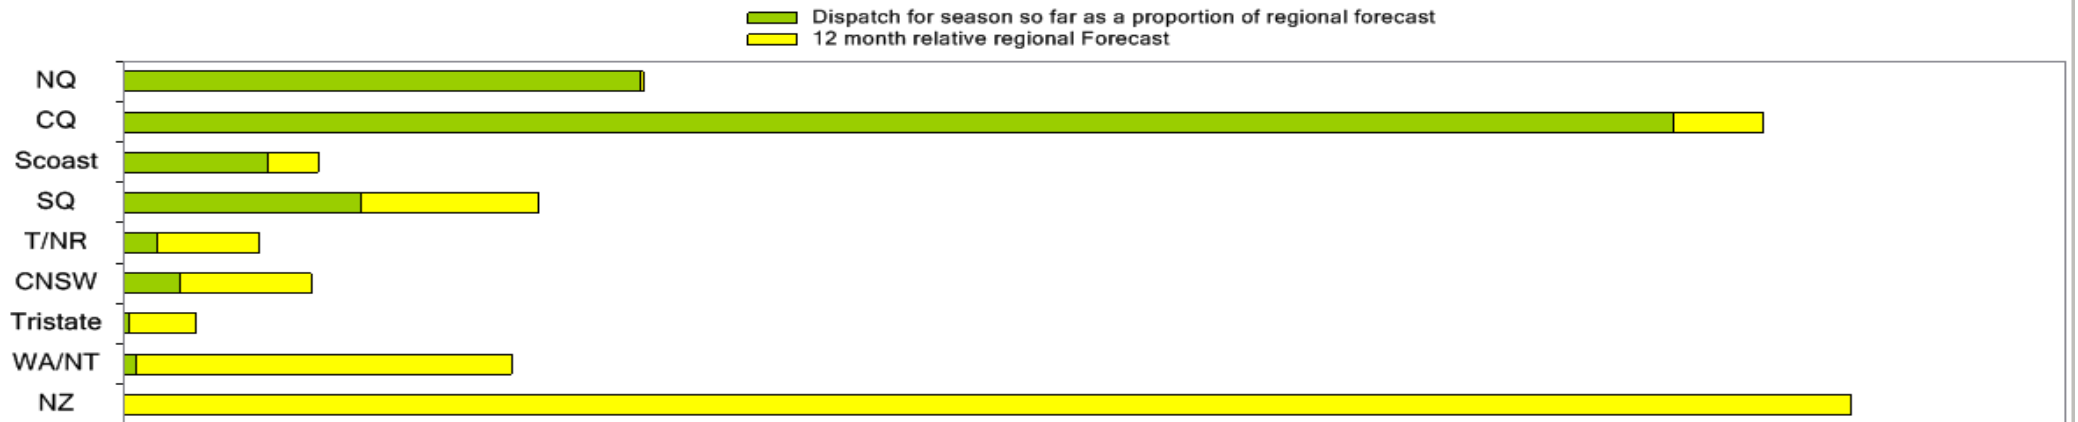 Dispatch for season so far as a proportion of regional forecast
12 month relative regional Forecast
NQ
CQ
Scoast
SQ
T/NR
CNSW
Tristate
WA/NT
NZ